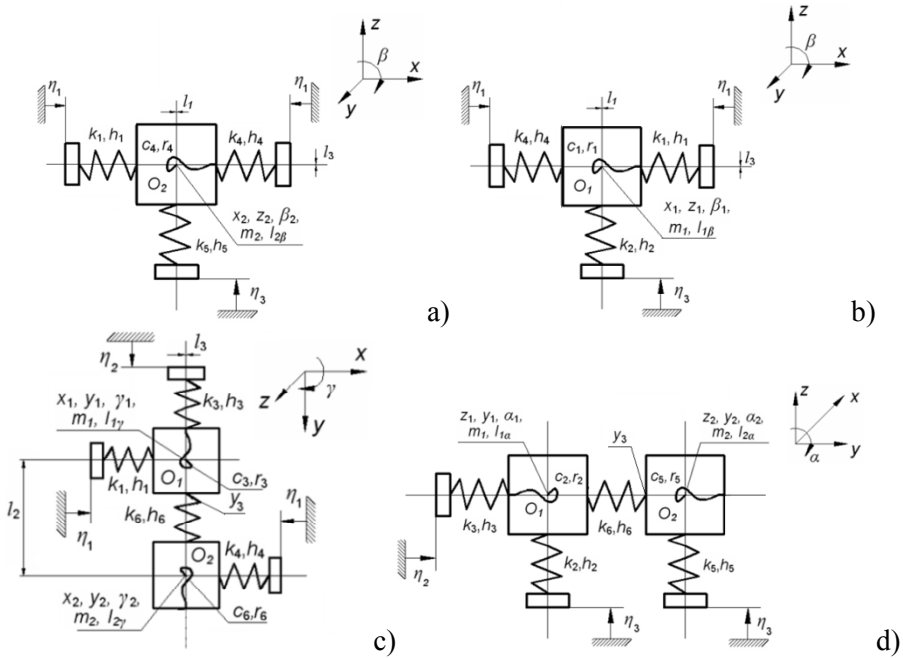 z
β
x
y
η₁
l₁
η₁
k₁,h₁
c₄,r₄
k₄,h₄
l₃
O₂
x₂, z₂, β₂,
m₂, I₂ᵦ
k₅,h₅
η₃
a)
z
β
x
y
η₁
l₁
η₁
k₄,h₄
c₁,r₁
k₁,h₁
l₃
O₁
x₁, z₁, β₁,
m₁, I₁ᵦ
k₂,h₂
η₃
b)
l₃
η₂
x
γ
z
y
k₃,h₃
x₁, y₁, γ₁,
m₁, I₁ᵧ
c₃,r₃
k₁,h₁
O₁
y₃
l₂
η₁
k₆,h₆
η₁
O₂
k₄,h₄
x₂, y₂, γ₂,
m₂, I₂ᵧ
c₆,r₆
c)
z
x
y
α
z₁, y₁, α₁,
m₁, I₁α
y₃
z₂, y₂, α₂,
m₂, I₂α
c₂,r₂
c₅,r₅
k₃,h₃
O₁
k₆,h₆
O₂
η₂
k₂,h₂
k₅,h₅
η₃
η₃
d)